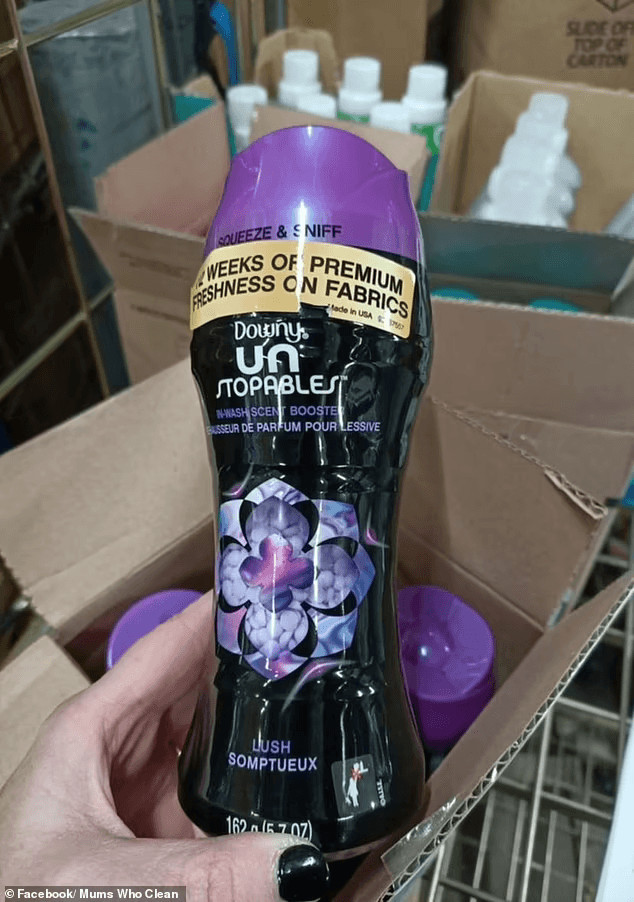 SLIDE OFF
TOP OF
CARTON
SQUEEZE & SNIFF
WEEKS OF PREMIUM
FRESHNESS ON FABRICS
Made in USA
Downy
UN
STOPABLES
IN-WASH SCENT BOOSTER
DE PARFUM POUR LESSIVE
LUSH
SOMPTUEUX
162 g (5.7 OZ)
© Facebook/ Mums Who Clean